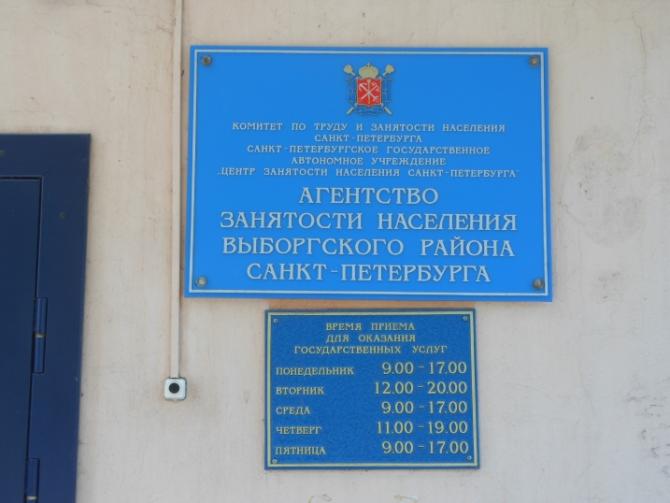 КОМИТЕТ ПО ТРУДУ И ЗАНЯТОСТИ НАСЕЛЕНИЯ
САНКТ-ПЕТЕРБУРГА
САНКТ-ПЕТЕРБУРГСКОЕ ГОСУДАРСТВЕННОЕ
АВТОНОМНОЕ УЧРЕЖДЕНИЕ
"ЦЕНТР ЗАНЯТОСТИ НАСЕЛЕНИЯ САНКТ-ПЕТЕРБУРГА"
АГЕНТСТВО
ЗАНЯТОСТИ НАСЕЛЕНИЯ
ВЫБОРГСКОГО РАЙОНА
САНКТ-ПЕТЕРБУРГА
ВРЕМЯ ПРИЕМА
ДЛЯ ОКАЗАНИЯ
ГОСУДАРСТВЕННЫХ УСЛУГ
ПОНЕДЕЛЬНИК 9.00 - 17.00
ВТОРНИК 12.00 - 20.00
СРЕДА 9.00 - 17.00
ЧЕТВЕРГ 11.00 - 19.00
ПЯТНИЦА 9.00 - 17.00